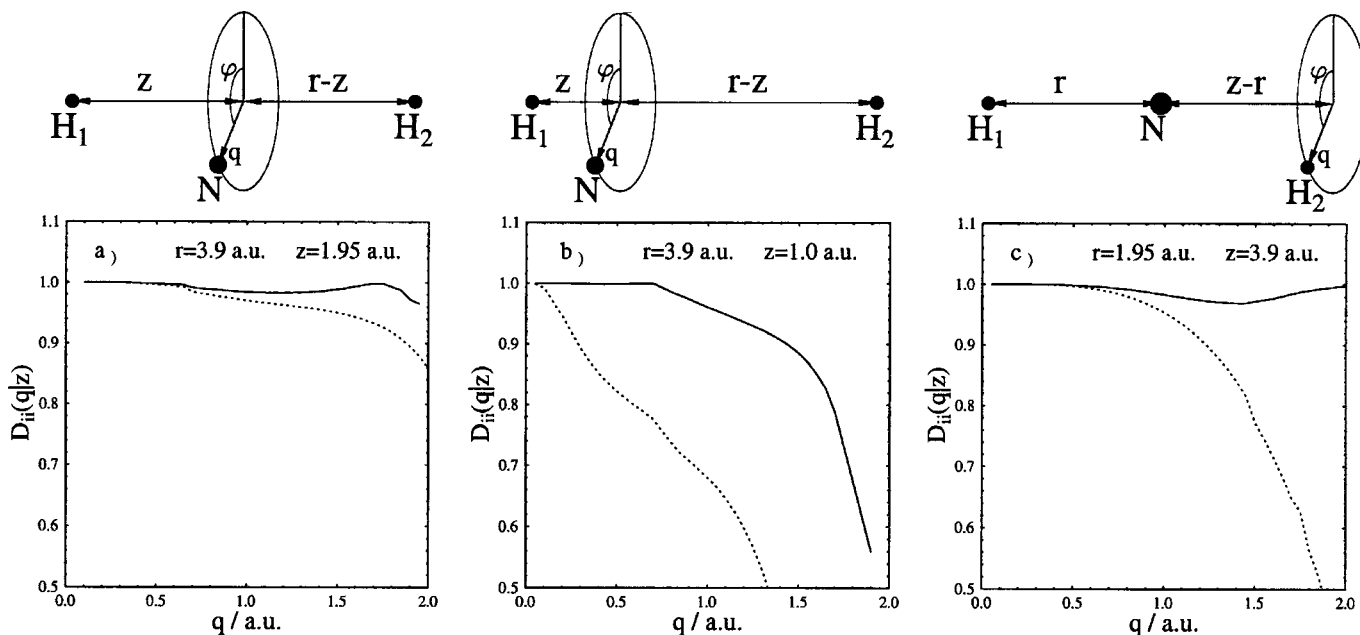 z φ r-z
H₁ q H₂
N
z φ r-z
H₁ q H₂
N
r z-r φ
H₁ N q
H₂
a) r=3.9 a.u. z=1.95 a.u.
1.1
1.0
0.9
0.8
0.7
0.6
0.5
Dᵢᵢ(q|z)
0.0 0.5 1.0 1.5 2.0
q / a.u.
b) r=3.9 a.u. z=1.0 a.u.
1.1
1.0
0.9
0.8
0.7
0.6
0.5
Dᵢᵢ(q|z)
0.0 0.5 1.0 1.5 2.0
q / a.u.
c) r=1.95 a.u. z=3.9 a.u.
1.1
1.0
0.9
0.8
0.7
0.6
0.5
Dᵢᵢ(q|z)
0.0 0.5 1.0 1.5 2.0
q / a.u.